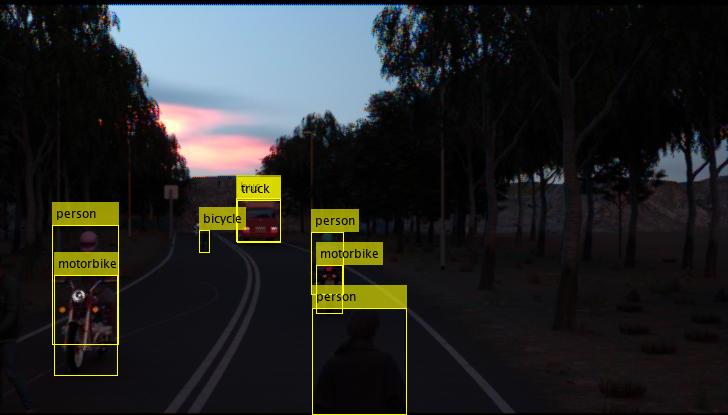 truck
person
bicycle
person
motorbike
motorbike
person